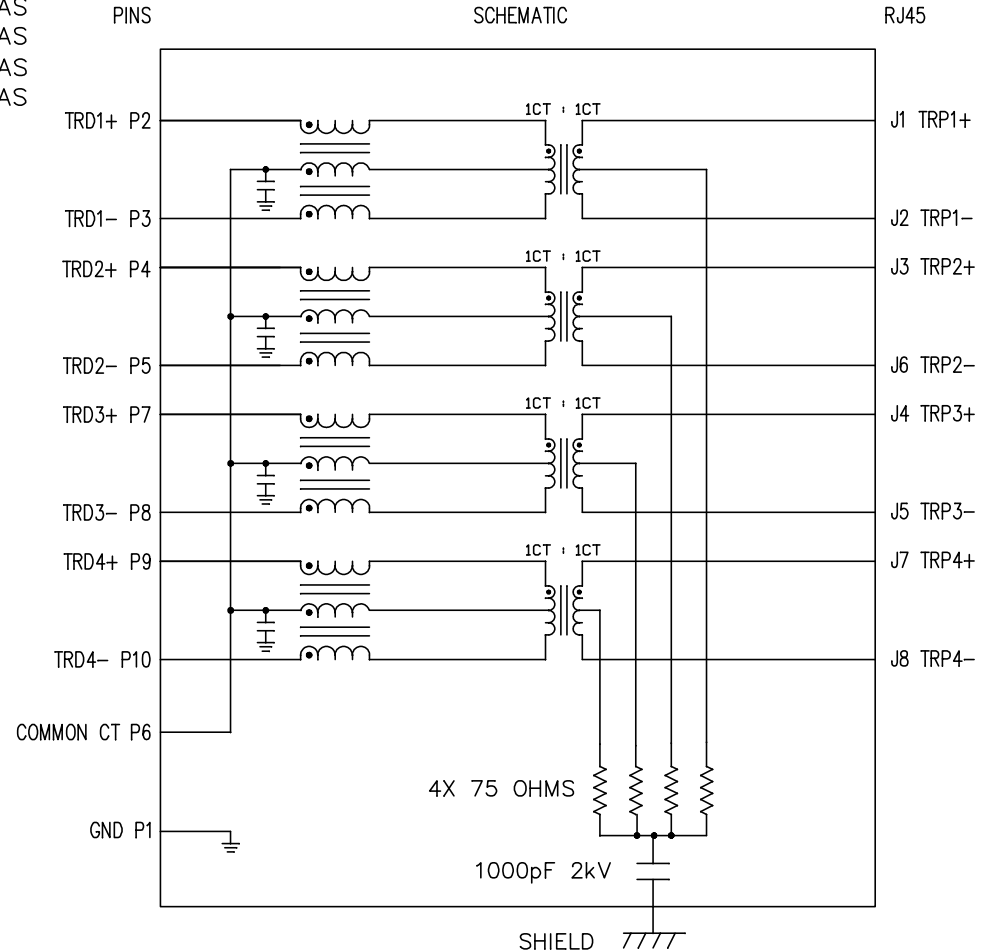 AS
AS
AS
AS
PINS SCHEMATIC RJ45
1CT : 1CT
TRD1+ P2 J1 TRP1+
TRD1- P3 J2 TRP1-
1CT : 1CT
TRD2+ P4 J3 TRP2+
TRD2- P5 J6 TRP2-
1CT : 1CT
TRD3+ P7 J4 TRP3+
TRD3- P8 J5 TRP3-
1CT : 1CT
TRD4+ P9 J7 TRP4+
TRD4- P10 J8 TRP4-
COMMON CT P6
4X 75 OHMS
GND P1
1000pF 2kV
SHIELD